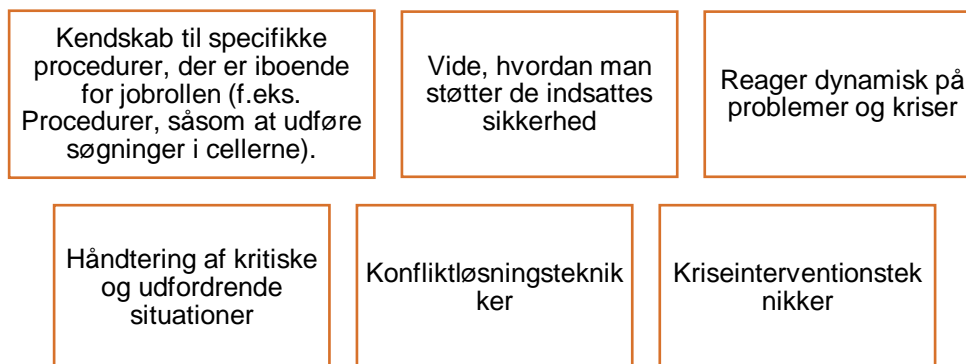 Kendskab til specifikke
procedurer, der er iboende
for jobrollen (f.eks.
Procedurer, såsom at udføre
søgninger i cellerne).
Vide, hvordan man
støtter de indsattes
sikkerhed
Reager dynamisk på
problemer og kriser
Håndtering af kritiske
og udfordrende
situationer
Konfliktløsningsteknik
ker
Kriseinterventionstek
nikker